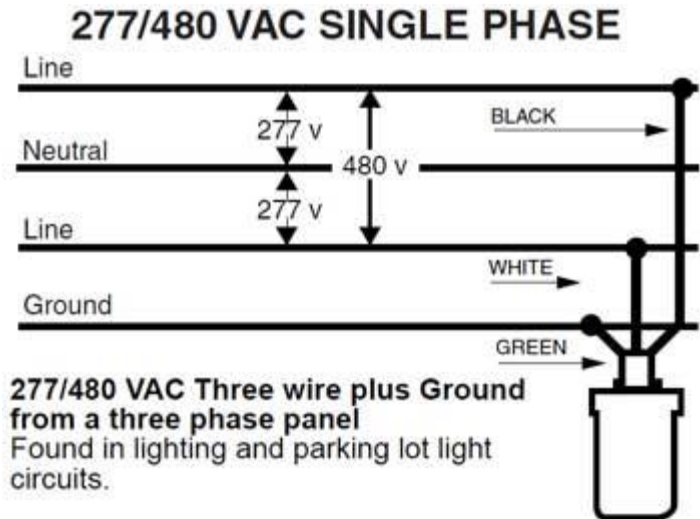 277/480 VAC SINGLE PHASE
Line
277 v
BLACK
Neutral
480 v
277 v
Line
WHITE
Ground
GREEN
277/480 VAC Three wire plus Ground
from a three phase panel
Found in lighting and parking lot light
circuits.